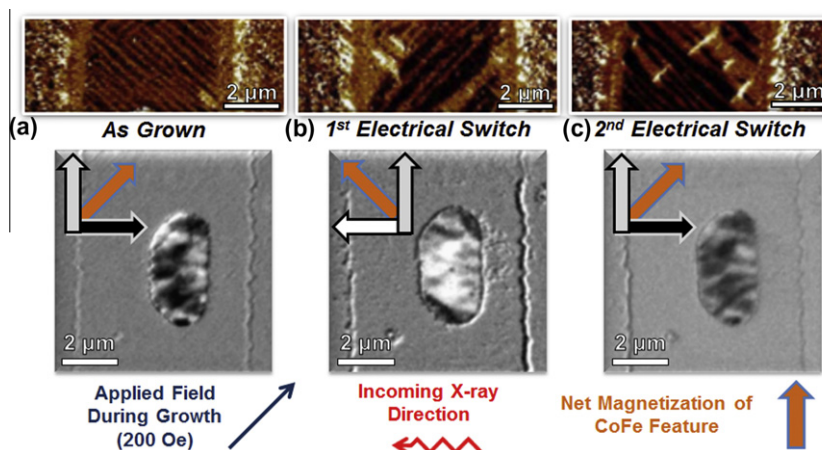 2 µm
2 µm
2 µm
(a) As Grown
(b) 1st Electrical Switch
(c) 2nd Electrical Switch
2 µm
2 µm
2 µm
Applied Field
During Growth
(200 Oe)
Incoming X-ray
Direction
Net Magnetization of
CoFe Feature